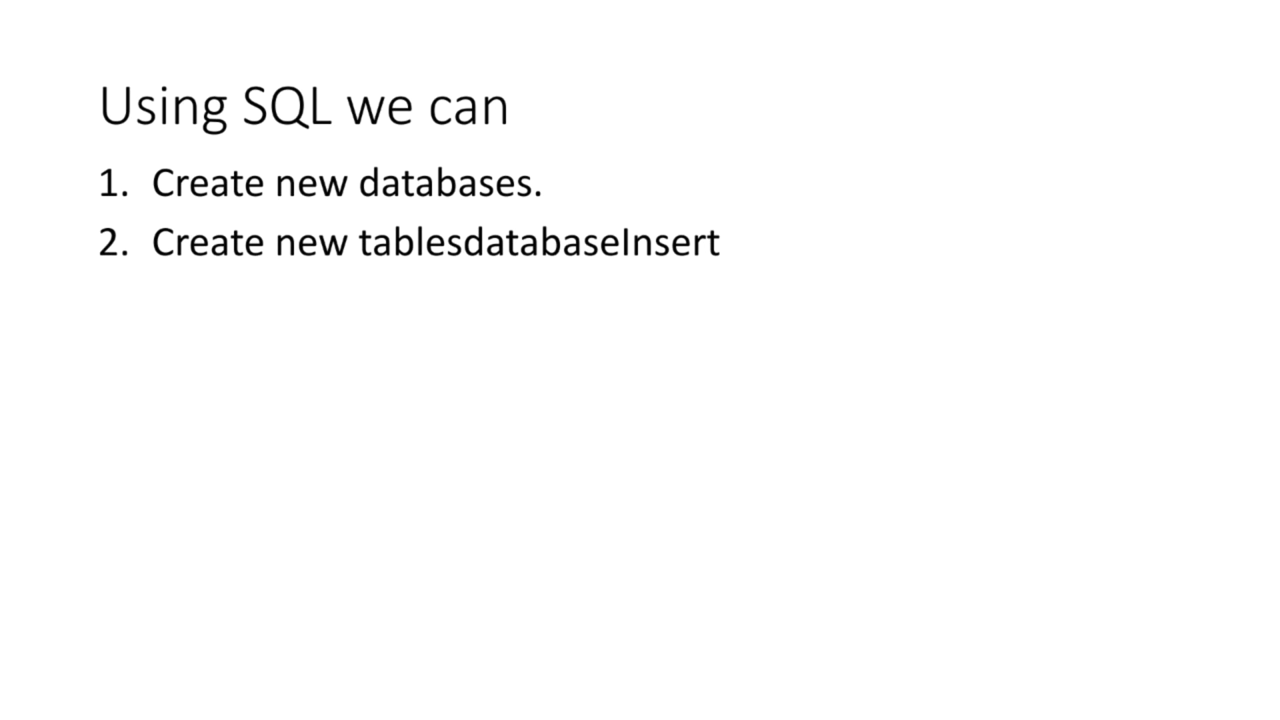 Using SQL we can
1. Create new databases.
2. Create new tablesdatabaseInsert